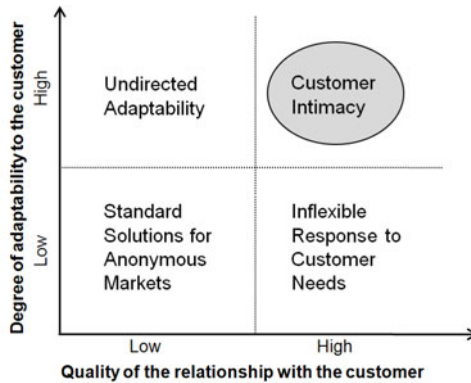 Degree of adaptability to the customer
High
Low
Undirected
Adaptability
Customer
Intimacy
Standard
Solutions for
Anonymous
Markets
Inflexible
Response to
Customer
Needs
Low
High
Quality of the relationship with the customer